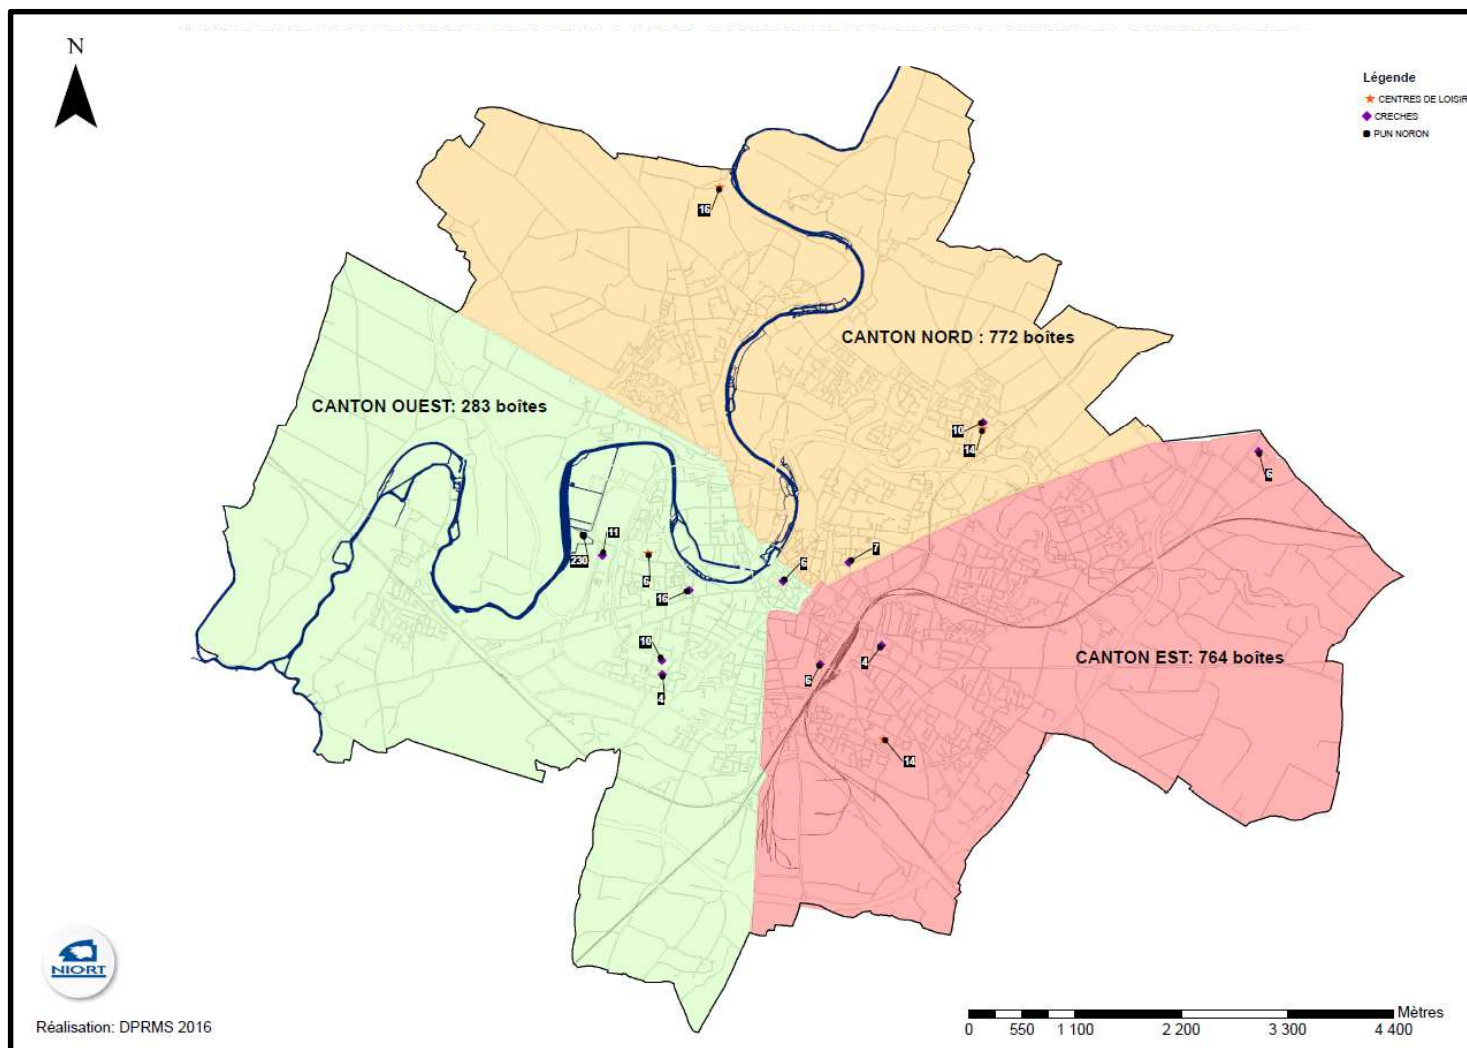 N
Légende
CENTRES DE LOISIR
CRECHES
PUN NORON
16
CANTON NORD : 772 boîtes
CANTON OUEST: 283 boîtes
10
14
6
11
230
6
7
6
16
10
4
CANTON EST: 764 boîtes
4
6
14
NIORT
Réalisation: DPRMS 2016
Mètres
0 550 1 100 2 200 3 300 4 400